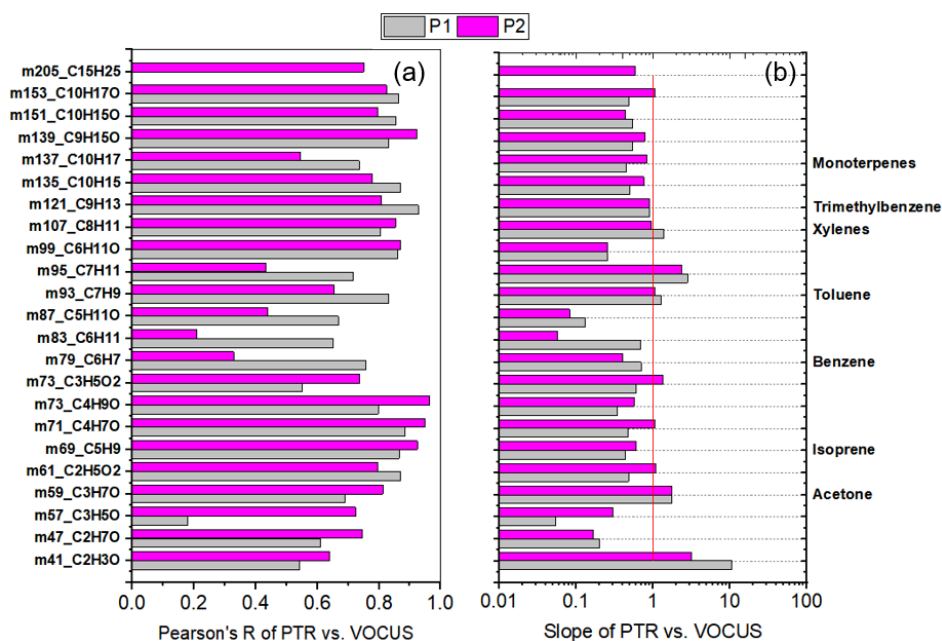 P1 P2
(a)
m205_C15H25
m153_C10H17O
m151_C10H15O
m139_C9H15O
m137_C10H17
m135_C10H15
m121_C9H13
m107_C8H11
m99_C6H11O
m95_C7H11
m93_C7H9
m87_C5H11O
m83_C6H11
m79_C6H7
m73_C3H5O2
m73_C4H9O
m71_C4H7O
m69_C5H9
m61_C2H5O2
m59_C3H7O
m57_C3H5O
m47_C2H7O
m41_C2H3O
0.0 0.2 0.4 0.6 0.8 1.0
Pearson's R of PTR vs. VOCUS
(b)
Monoterpenes
Trimethylbenzene
Xylenes
Toluene
Benzene
Isoprene
Acetone
0.01 0.1 1 10 100
Slope of PTR vs. VOCUS